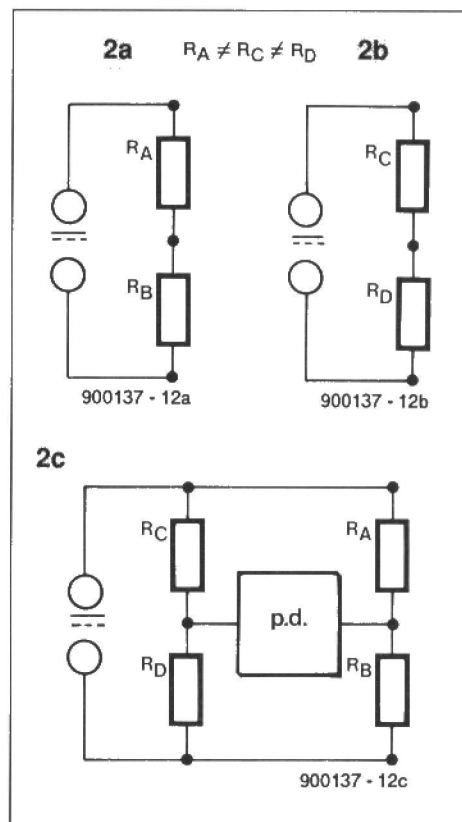 2a R_A ≠ R_C ≠ R_D 2b
R_A R_C
R_B R_D
900137 - 12a 900137 - 12b
2c
R_C R_A
p.d.
R_D R_B
900137 - 12c